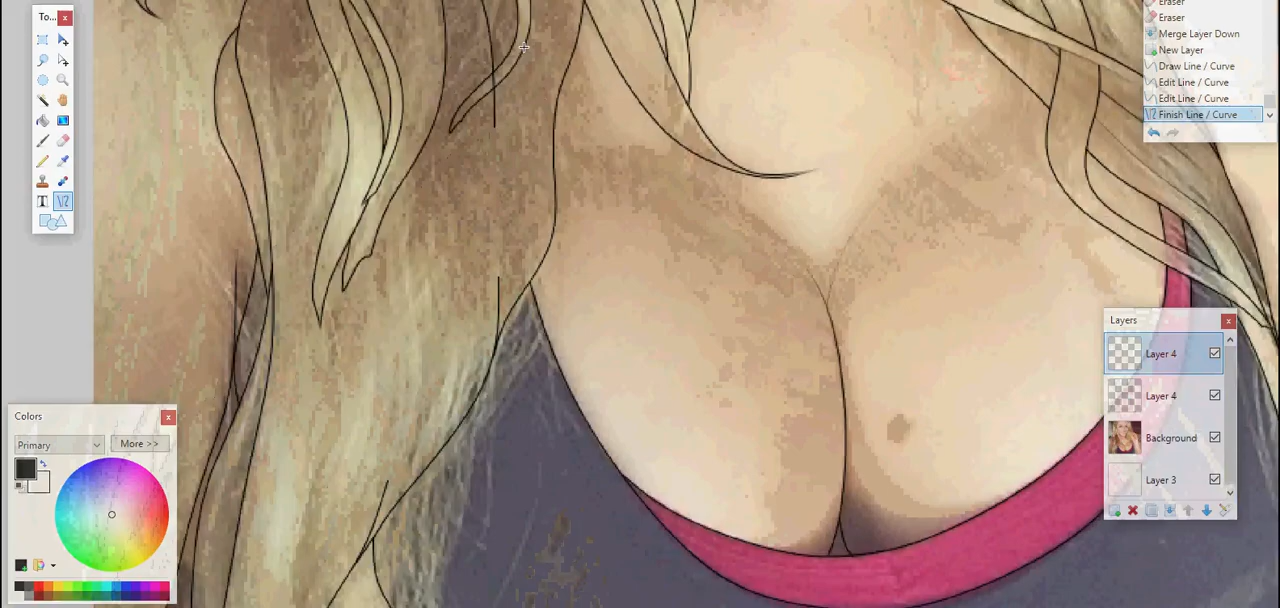 To...
Eraser
Eraser
Merge Layer Down
New Layer
Draw Line / Curve
Edit Line / Curve
Edit Line / Curve
Finish Line / Curve
Layers
Layer 4
Layer 4
Background
Layer 3
Colors
Primary
More >>